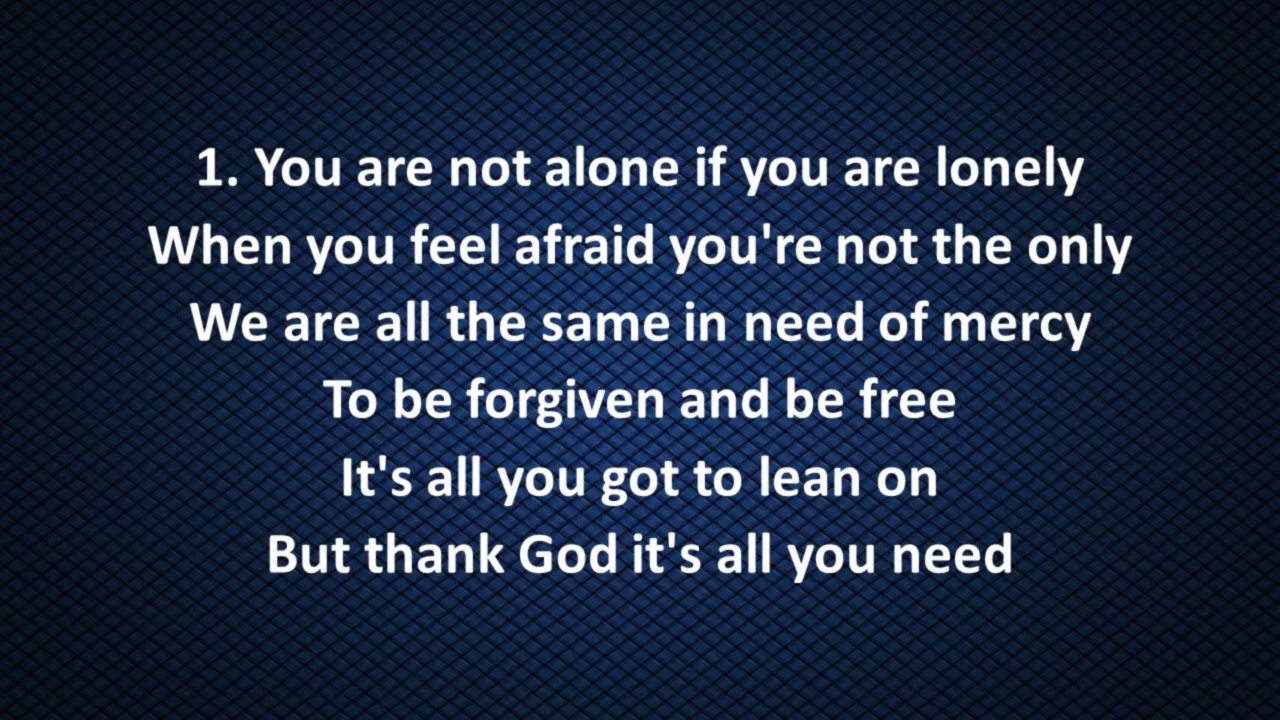 1. You are not alone if you are lonely
When you feel afraid you're not the only
We are all the same in need of mercy
To be forgiven and be free
It's all you got to lean on
But thank God it's all you need